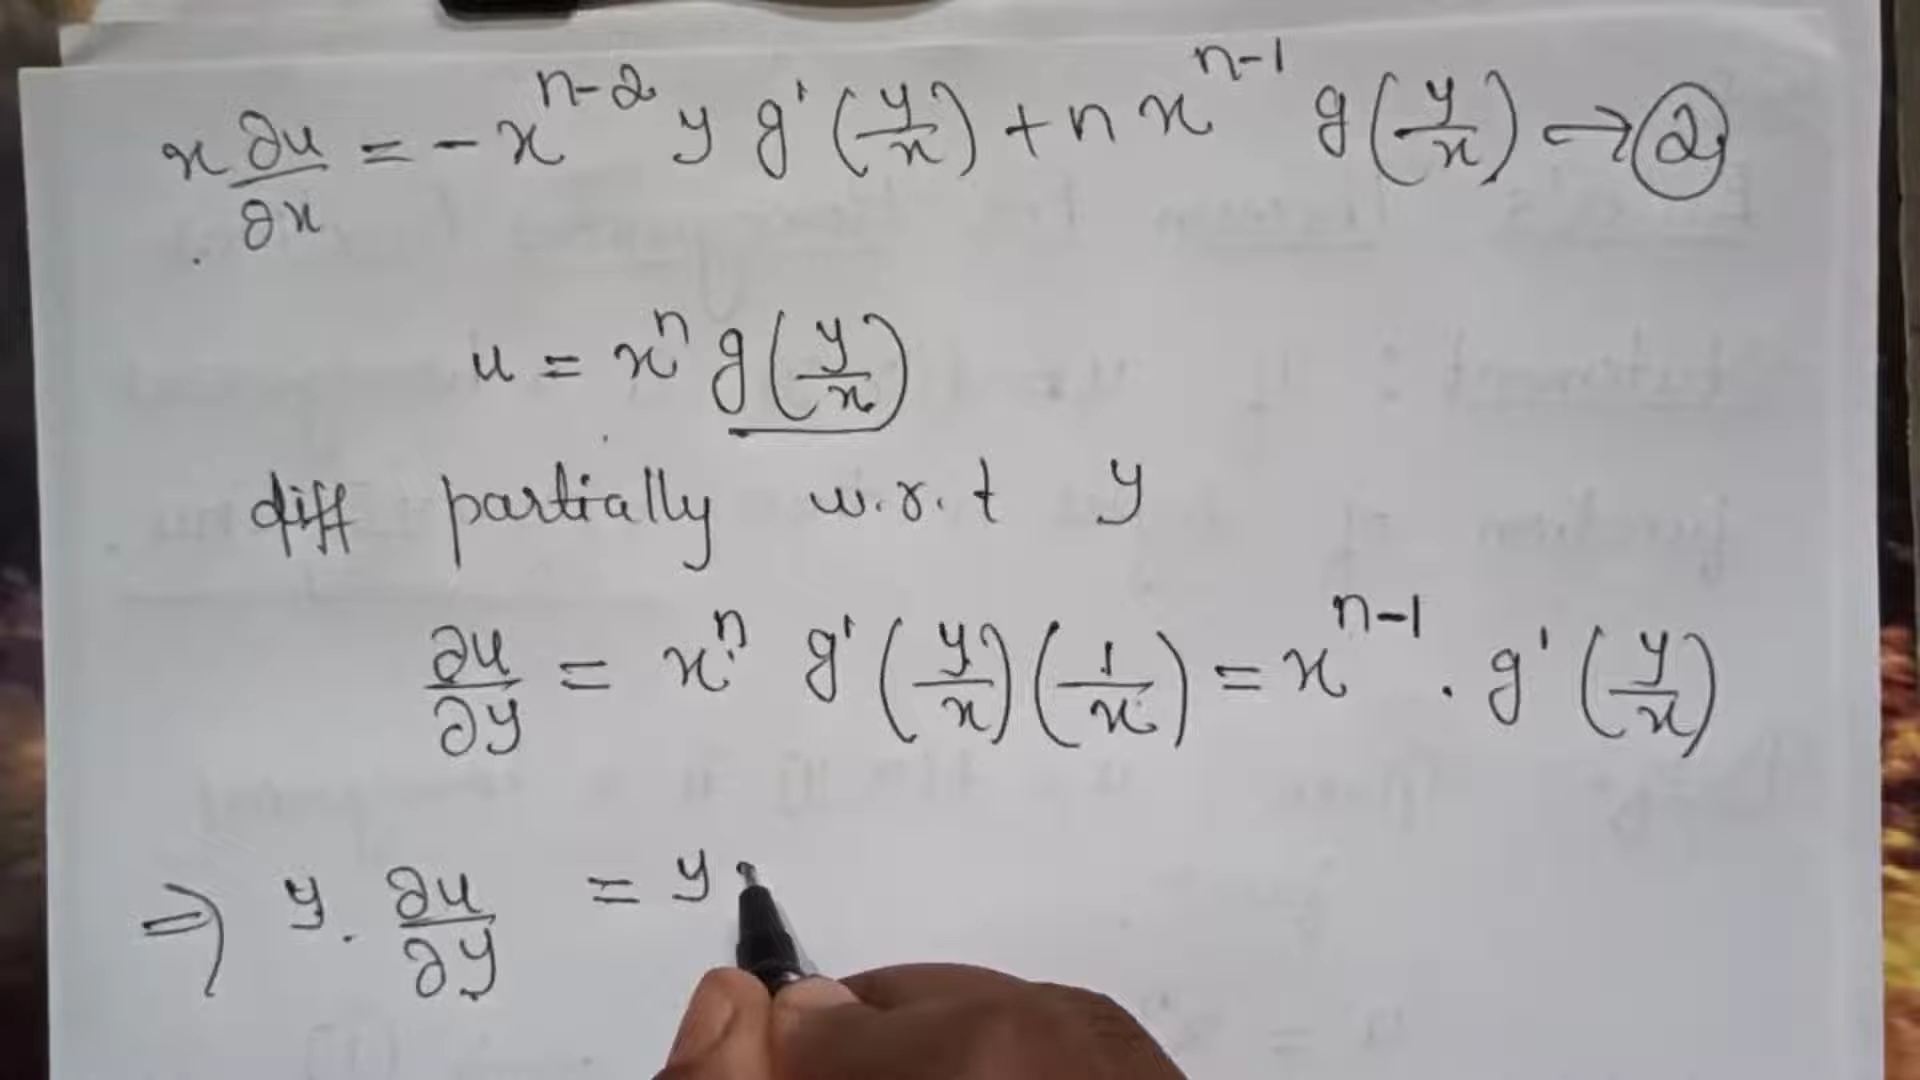 x ∂u/∂x = - x^{n-2} y g' (y/x) + n x^{n-1} g (y/x) → ②
u = x^n g (y/x)
diff partially w.r.t y
∂u/∂y = x^n g' (y/x) (1/x) = x^{n-1} . g' (y/x)
⇒ y . ∂u/∂y = y